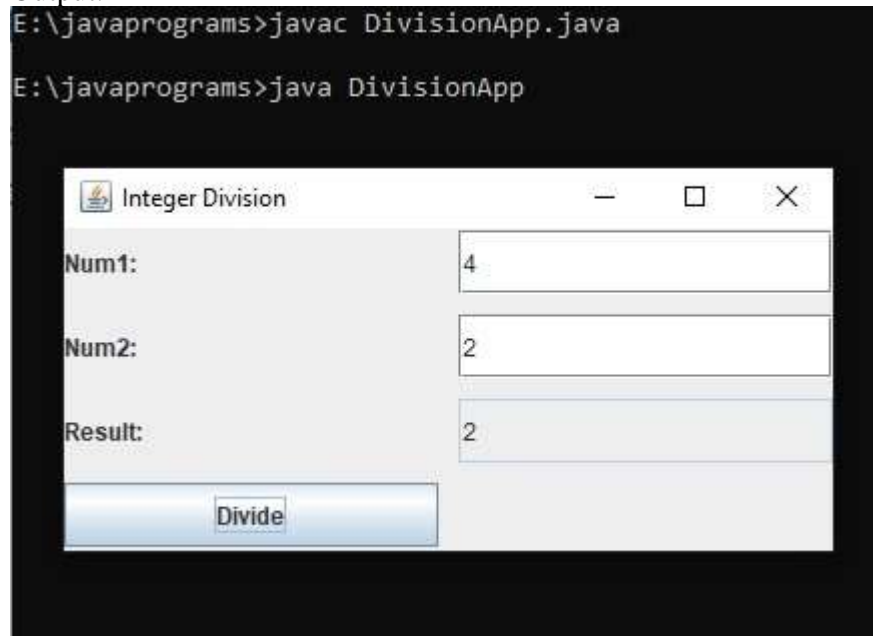 E:\javaprograms>javac DivisionApp.java
E:\javaprograms>java DivisionApp
Integer Division
Num1: 4
Num2: 2
Result: 2
Divide